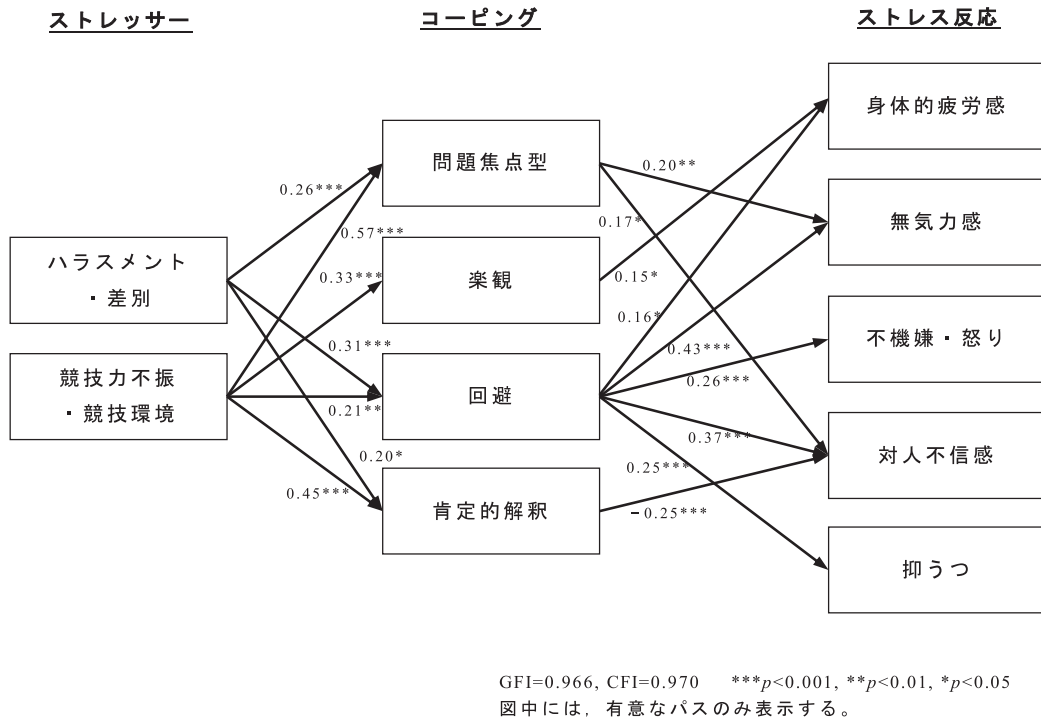 ストレッサー
コーピング
ストレス反応
身体的疲労感
問題焦点型
0.20**
0.26***
無気力感
0.17*
0.57***
ハラスメント
・差別
0.33***
楽観
0.15*
0.16*
不機嫌・怒り
0.31***
0.43***
競技力不振
・競技環境
0.26***
回避
0.21**
0.37***
対人不信感
0.20*
0.25***
0.45***
肯定的解釈
−0.25***
抑うつ
GFI=0.966, CFI=0.970 ***p<0.001, **p<0.01, *p<0.05
図中には，有意なパスのみ表示する。